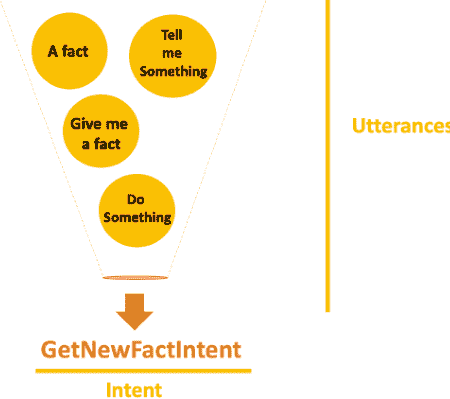 A fact
Tell
me
Something
Give me
a fact
Utterances
Do
Something
GetNewFactIntent
Intent